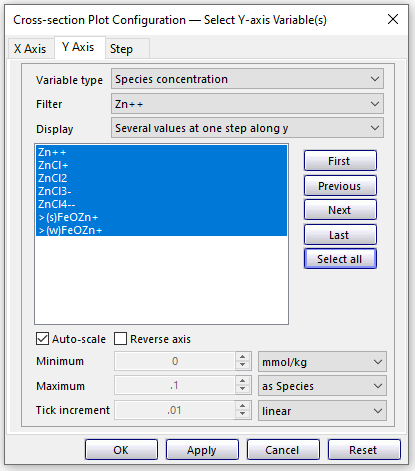 Cross-section Plot Configuration — Select Y-axis Variable(s)
X Axis Y Axis Step
Variable type Species concentration
Filter Zn++
Display Several values at one step along y
Zn++
ZnCl+
ZnCl2
ZnCl3-
ZnCl4--
>(s)FeOZn+
>(w)FeOZn+
First
Previous
Next
Last
Select all
Auto-scale Reverse axis
Minimum 0 mmol/kg
Maximum .1 as Species
Tick increment .01 linear
OK Apply Cancel Reset